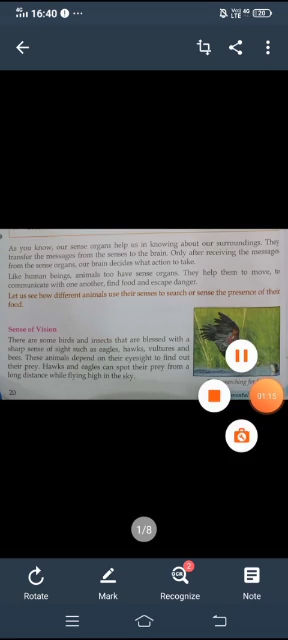 4G 16:40
VoI) 4G LTE 20
As you know, our sense organs help us in knowing about our surroundings. They
transfer the messages from the senses to the brain. Only after receiving the messages
from the sense organs, our brain decides what action to take.
Like human beings, animals too have sense organs. They help them to move, to
communicate with one another, find food and escape danger.
Let us see how different animals use their senses to search or sense the presence of their
food.
Sense of Vision
There are some birds and insects that are blessed with a
sharp sense of sight such as eagles, hawks, vultures and
bees. These animals depend on their eyesight to find out
their prey. Hawks and eagles can spot their prey from a
long distance while flying high in the sky.
20
01:15
1/8
OCR
2
Rotate
Mark
Recognize
Note